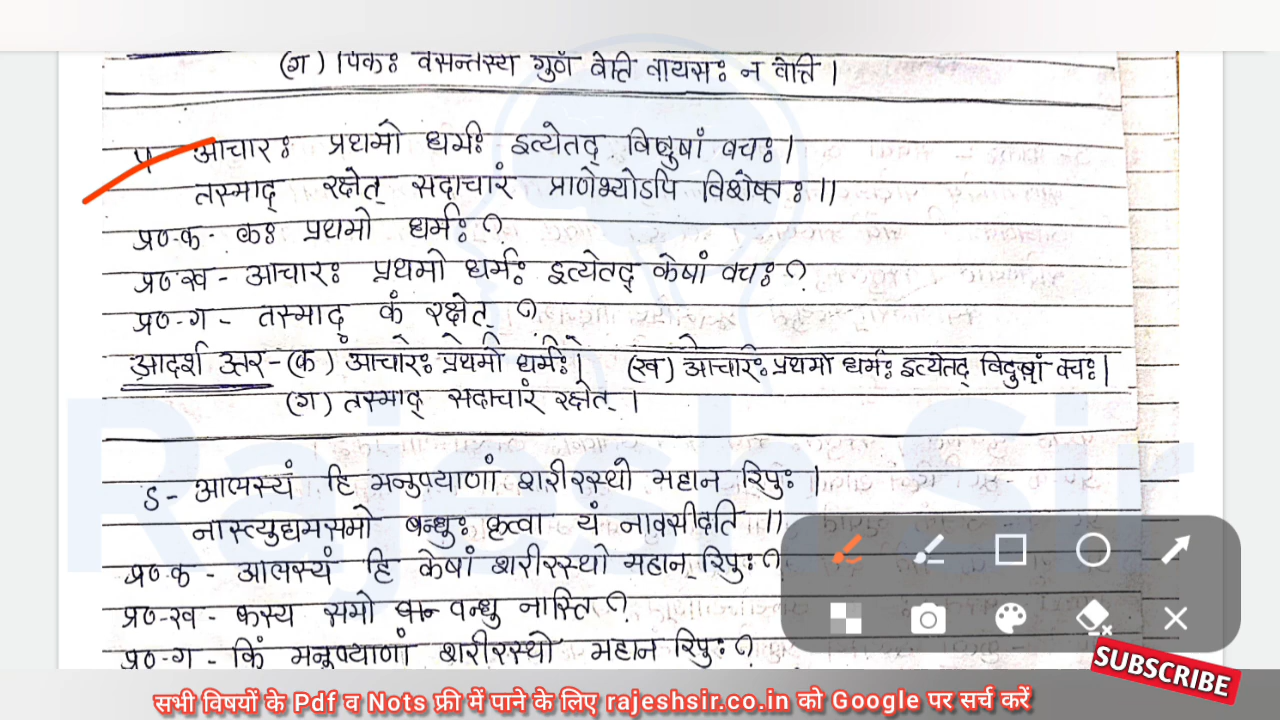 (ग) पिकः वसन्तस्य गुणं वेत्ति वायसः न वेत्ति ।
आचारः प्रथमो धर्मः इत्येतद् विदुषां वचः ।
तस्माद् रक्षेत् सदाचारं प्राणेभ्योऽपि विशेषतः ॥
प्र०-क- कः प्रथमो धर्मः ?
प्र०-ख - आचारः प्रथमो धर्मः इत्येतद् केषां वचः ?
प्र०-ग - तस्माद् कं रक्षेत् ?
आदर्श उत्तर-(क) आचारः प्रथमो धर्मः । (ख) आचारः प्रथमो धर्मः इत्येतद् विदुषां वचः ।
(ग) तस्माद् सदाचारं रक्षेत् ।
5- आलस्यं हि मनुष्याणां शरीरस्थो महान रिपुः ।
नास्त्युद्यमसमो बन्धुः कृत्वा यं नावसीदति ॥
प्र०-क - आलस्यं हि केषां शरीरस्थो महान् रिपुः ?
प्र०-ख - कस्य समो वन्धु नास्ति ?
प्र०-ग - किं मनुष्याणां शरीरस्थो महान रिपुः ?
Rajesh Sir
SUBSCRIBE
सभी विषयों के Pdf व Nots फ्री में पाने के लिए rajeshsir.co.in को Google पर सर्च करें